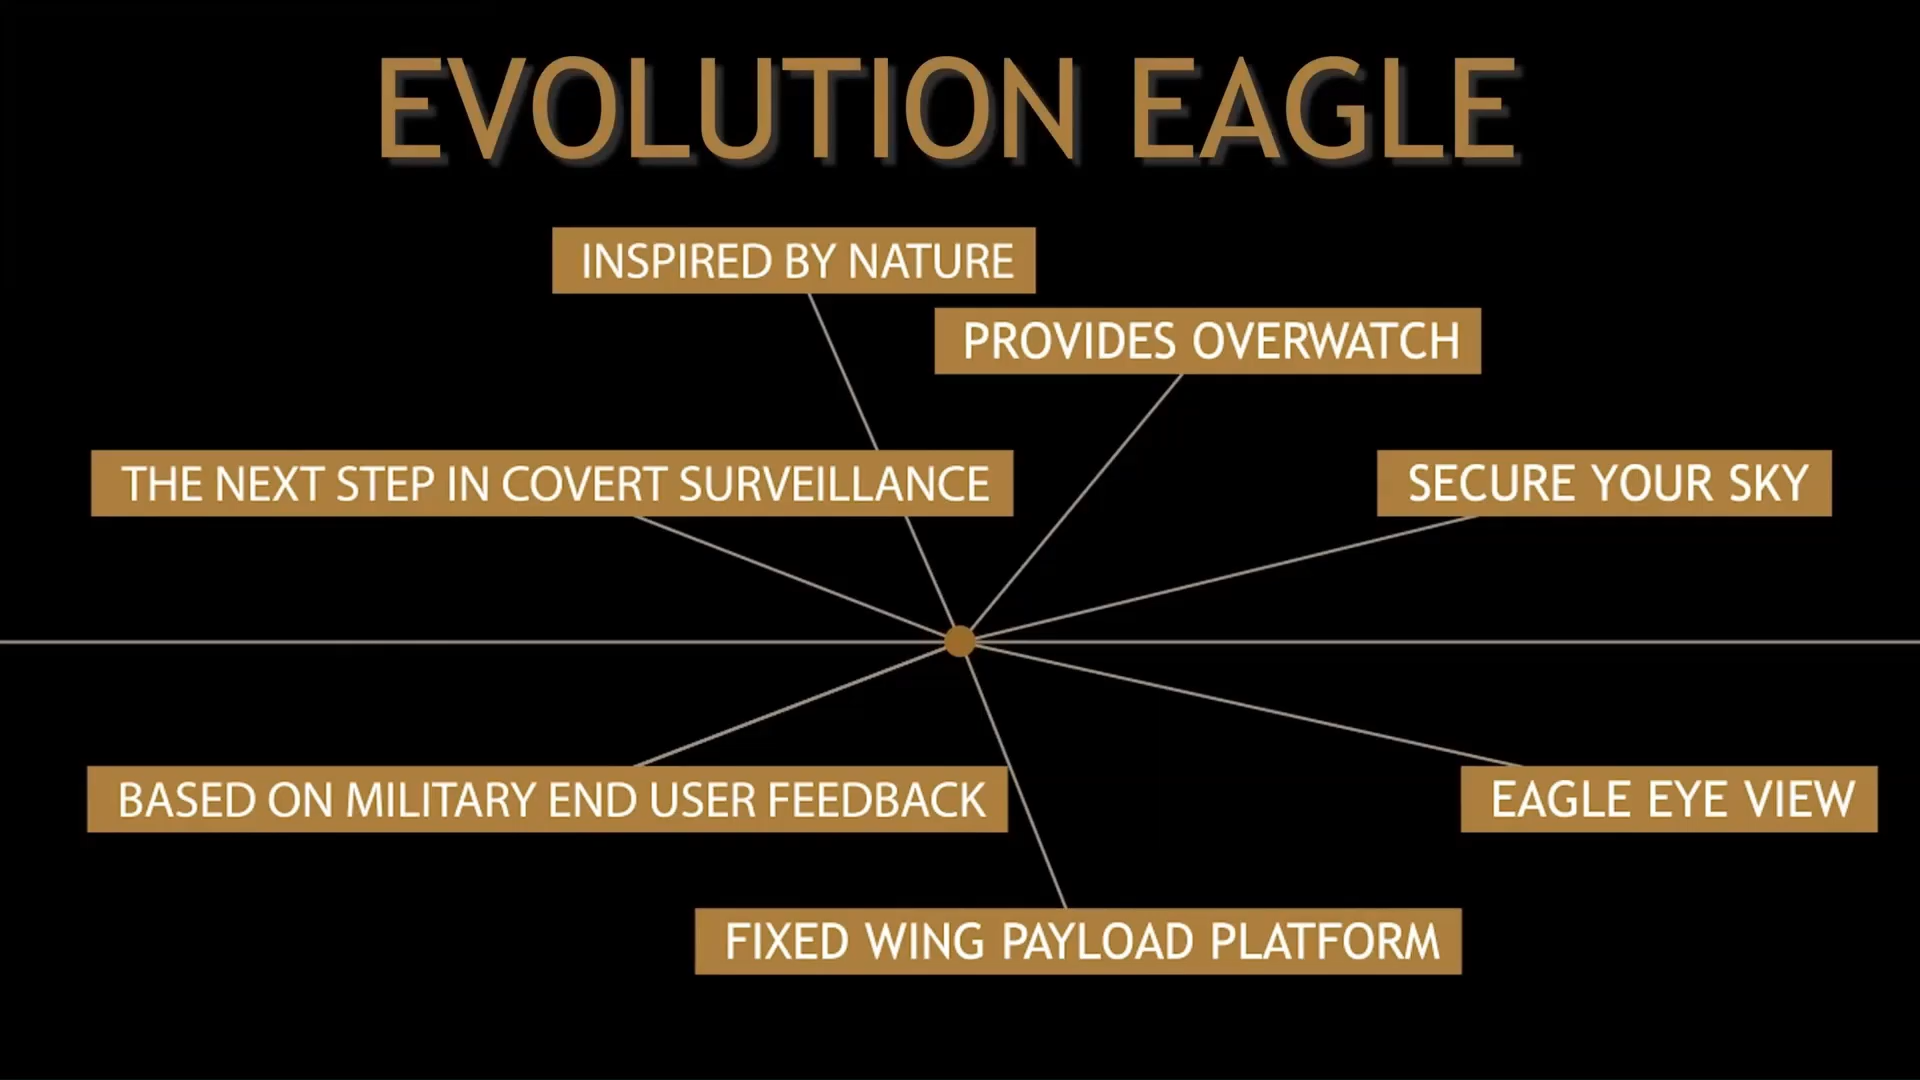 EVOLUTION EAGLE
INSPIRED BY NATURE
PROVIDES OVERWATCH
THE NEXT STEP IN COVERT SURVEILLANCE
SECURE YOUR SKY
BASED ON MILITARY END USER FEEDBACK
EAGLE EYE VIEW
FIXED WING PAYLOAD PLATFORM